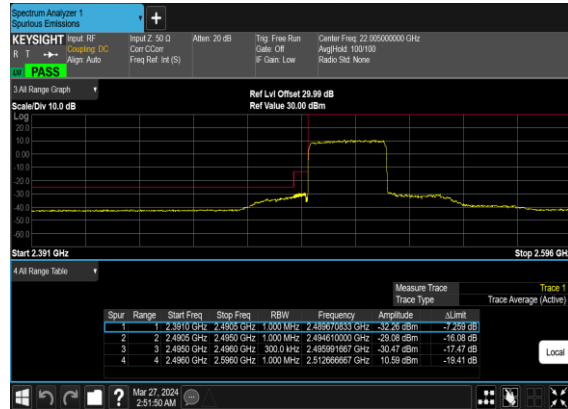 Spectrum Analyzer 1
Spurious Emissions
KEYSIGHT
R T
Input: RF
Coupling: DC
Align: Auto
Input Z: 50 Ω
Corr CCorr
Freq Ref: Int (S)
Atten: 20 dB
Trig: Free Run
Gate: Off
IF Gain: Low
Center Freq: 22.005000000 GHz
Avg|Hold: 100/100
Radio Std: None
PASS
3 All Range Graph
Scale/Div 10.0 dB
Ref Lvl Offset 29.99 dB
Ref Value 30.00 dBm
Log
20.0
10.0
0.00
-10.0
-20.0
-30.0
-40.0
-50.0
-60.0
Start 2.391 GHz
Stop 2.596 GHz
4 All Range Table
Measure Trace Trace 1
Trace Type Trace Average (Active)
Spur Range Start Freq Stop Freq RBW Frequency Amplitude ΔLimit
1 1 2.3910 GHz 2.4905 GHz 1.000 MHz 2.489670833 GHz -32.26 dBm -7.259 dB
2 2 2.4905 GHz 2.4950 GHz 1.000 MHz 2.494610000 GHz -29.08 dBm -16.08 dB
3 3 2.4950 GHz 2.4960 GHz 300.0 kHz 2.495991667 GHz -30.47 dBm -17.47 dB
4 4 2.4960 GHz 2.5960 GHz 1.000 MHz 2.512666667 GHz 10.59 dBm -19.41 dB
Local
?
Mar 27, 2024
2:51:50 AM